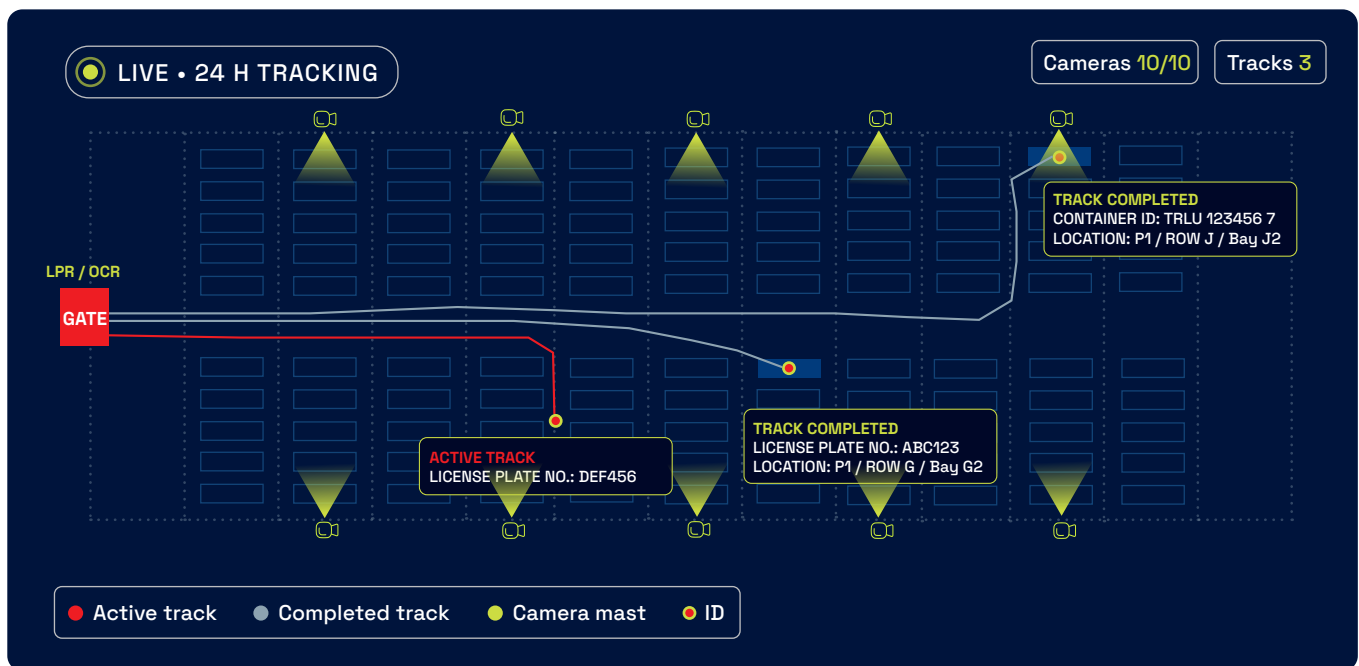 LIVE • 24 H TRACKING
Cameras 10/10
Tracks 3
TRACK COMPLETED
CONTAINER ID: TRLU 123456 7
LOCATION: P1 / ROW J / Bay J2
LPR / OCR
GATE
TRACK COMPLETED
LICENSE PLATE NO.: ABC123
LOCATION: P1 / ROW G / Bay G2
ACTIVE TRACK
LICENSE PLATE NO.: DEF456
Active track
Completed track
Camera mast
ID